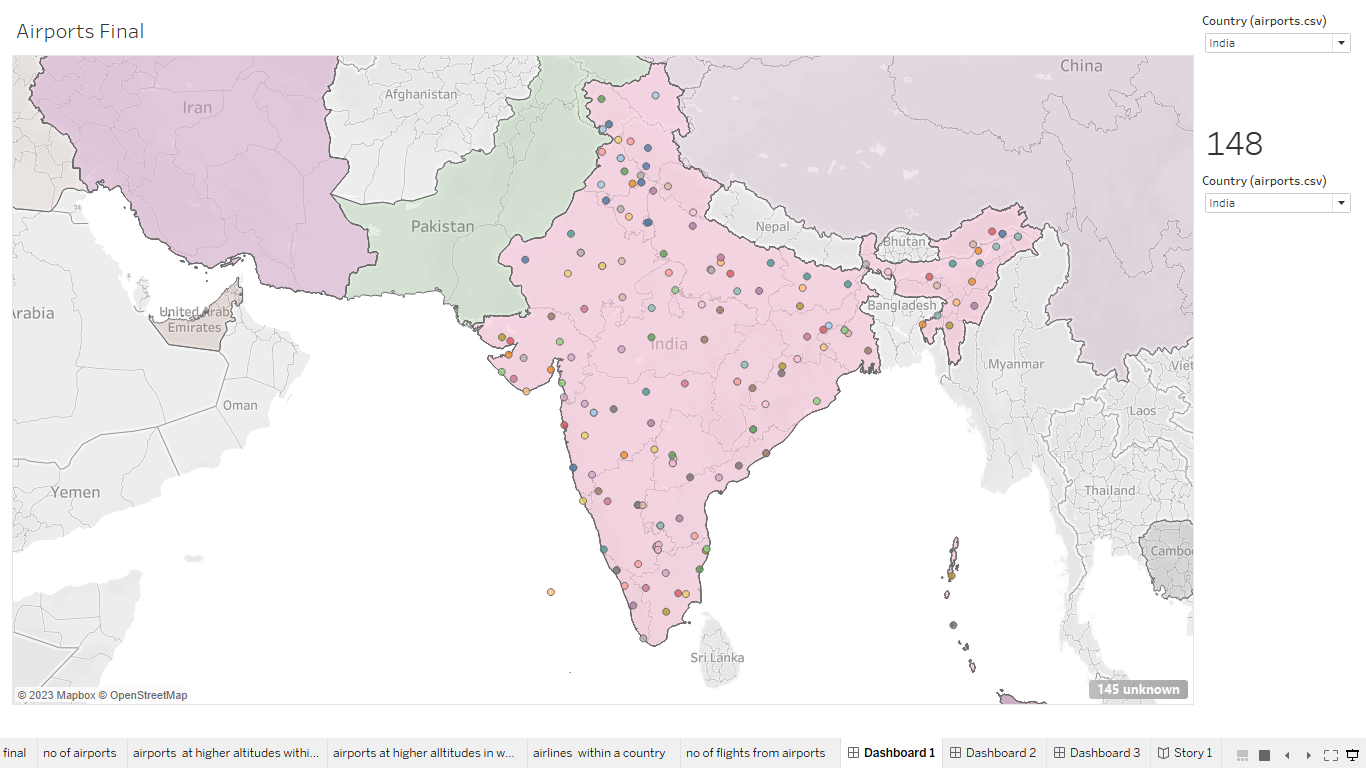 Airports Final
Country (airports.csv)
India
148
Country (airports.csv)
India
China
Afghanistan
Iran
Pakistan
Nepal
Bhutan
Bangladesh
United Arab
Emirates
rabia
India
Myanmar
Viet
Laos
Oman
Yemen
Thailand
Cambo
Sri Lanka
145 unknown
© 2023 Mapbox © OpenStreetMap
final
no of airports
airports at higher altitudes withi...
airports at higher alltitudes in w...
airlines within a country
no of flights from airports
Dashboard 1
Dashboard 2
Dashboard 3
Story 1